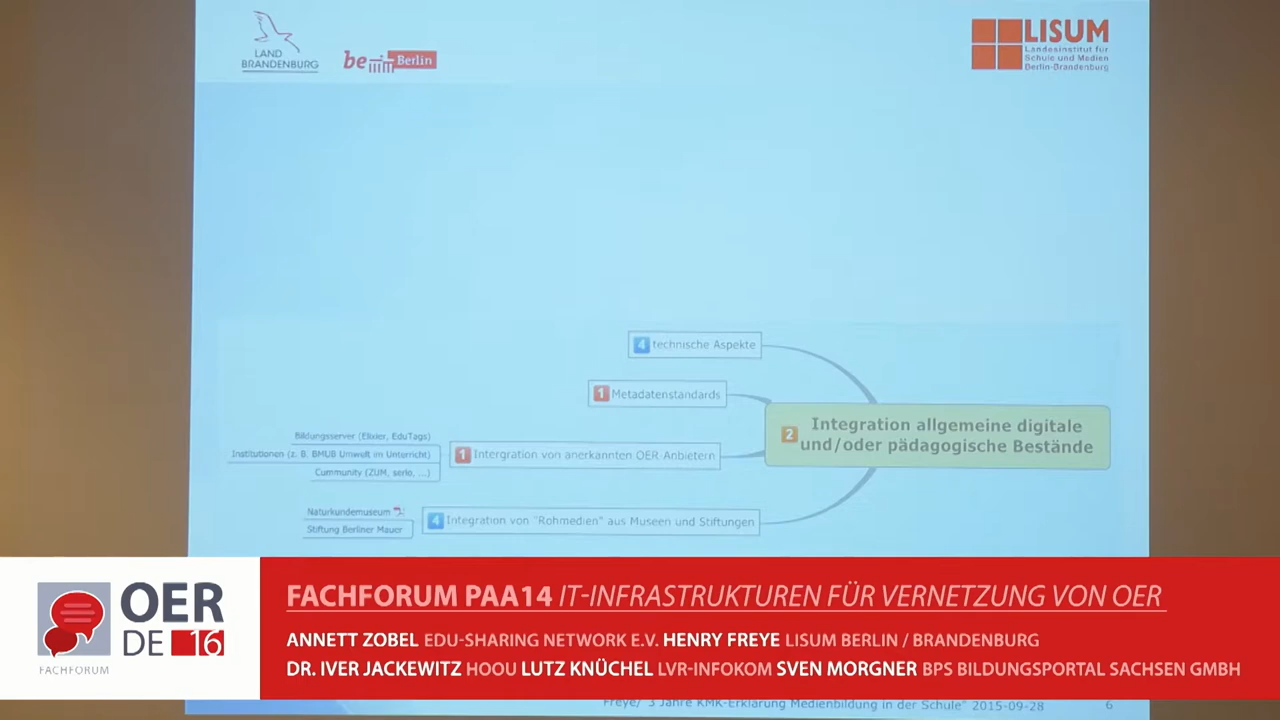 LAND
BRANDENBURG
be Berlin
LISUM
Landesinstitut für
Schule und Medien
Berlin-Brandenburg
4 technische Aspekte
1 Metadatenstandards
2 Integration allgemeine digitale
und/oder pädagogische Bestände
Bildungsserver (Elixier, EduTags)
Institutionen (z. B. BMUB Umwelt im Unterricht)
Cummunity (ZUM, serlo, ...)
1 Intergration von anerkannten OER Anbietern
Naturkundemuseum
Stiftung Berliner Mauer
4 Integration von "Rohmedien" aus Museen und Stiftungen
OER
DE 16
FACHFORUM
FACHFORUM PAA14 IT-INFRASTRUKTUREN FÜR VERNETZUNG VON OER
ANNETT ZOBEL EDU-SHARING NETWORK E.V. HENRY FREYE LISUM BERLIN / BRANDENBURG
DR. IVER JACKEWITZ HOOU LUTZ KNÜCHEL LVR-INFOKOM SVEN MORGNER BPS BILDUNGSPORTAL SACHSEN GMBH
Freye/ "3 Jahre KMK-Erklärung Medienbildung in der Schule" 2015-09-28 6